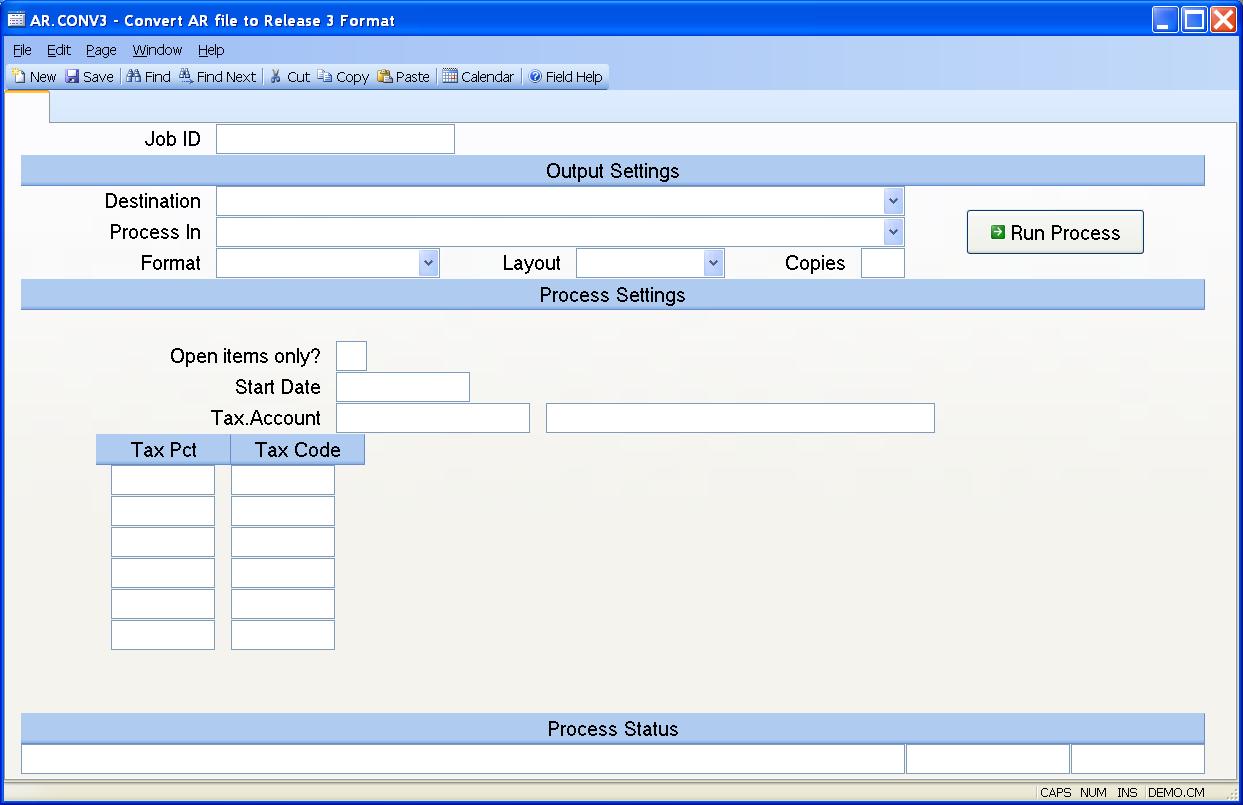 AR.CONV3 - Convert AR file to Release 3 Format
File Edit Page Window Help
New Save Find Find Next Cut Copy Paste Calendar Field Help
Job ID
Output Settings
Destination
Process In
Run Process
Format Layout Copies
Process Settings
Open items only?
Start Date
Tax.Account
Tax Pct Tax Code
Process Status
CAPS NUM INS DEMO.CM